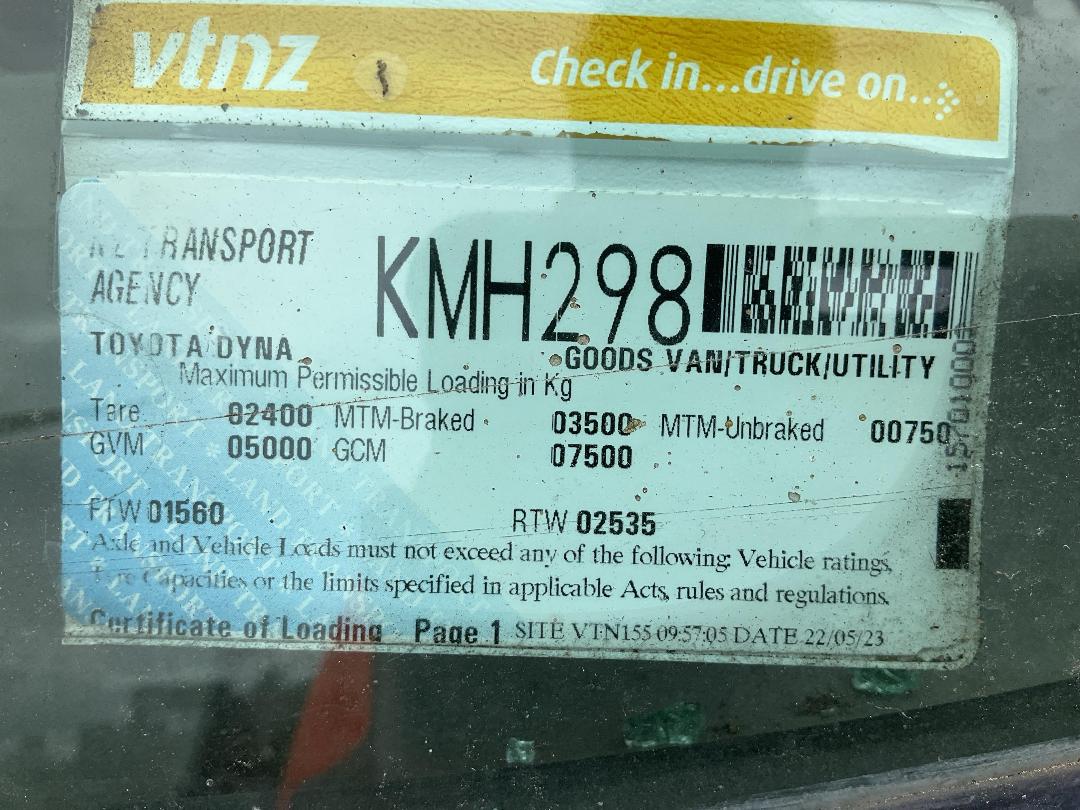 vtnz Check in...drive on...
NZ TRANSPORT
AGENCY
KMH298
TOYOTA DYNA
GOODS VAN/TRUCK/UTILITY
Maximum Permissible Loading in Kg
Tare 02400 MTM-Braked 03500 MTM-Unbraked 00750
GVM 05000 GCM 07500
FTW 01560 RTW 02535
Axle and Vehicle Loads must not exceed any of the following: Vehicle ratings,
Tyre Capacities or the limits specified in applicable Acts, rules and regulations.
Certificate of Loading Page 1 SITE VTN155 09:57:05 DATE 22/05/23